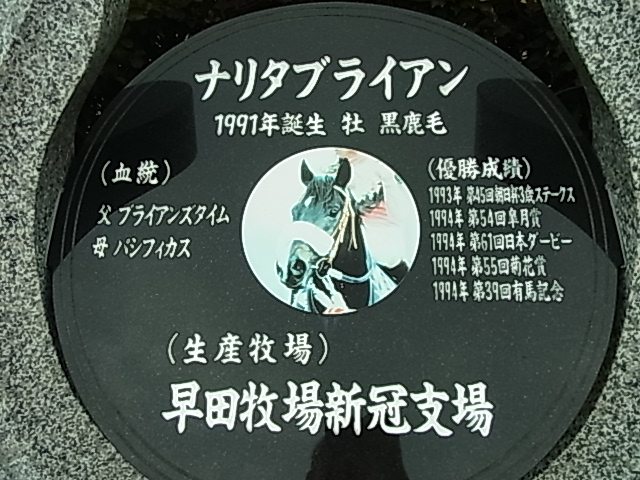 ナリタブライアン
1991年誕生 牡 黒鹿毛
(血統)
父 ブライアンズタイム
母 パシフィカス
(優勝成績)
1993年 第45回朝日杯3歳ステークス
1994年 第54回皐月賞
1994年 第61回日本ダービー
1994年 第55回菊花賞
1994年 第39回有馬記念
(生産牧場)
早田牧場新冠支場